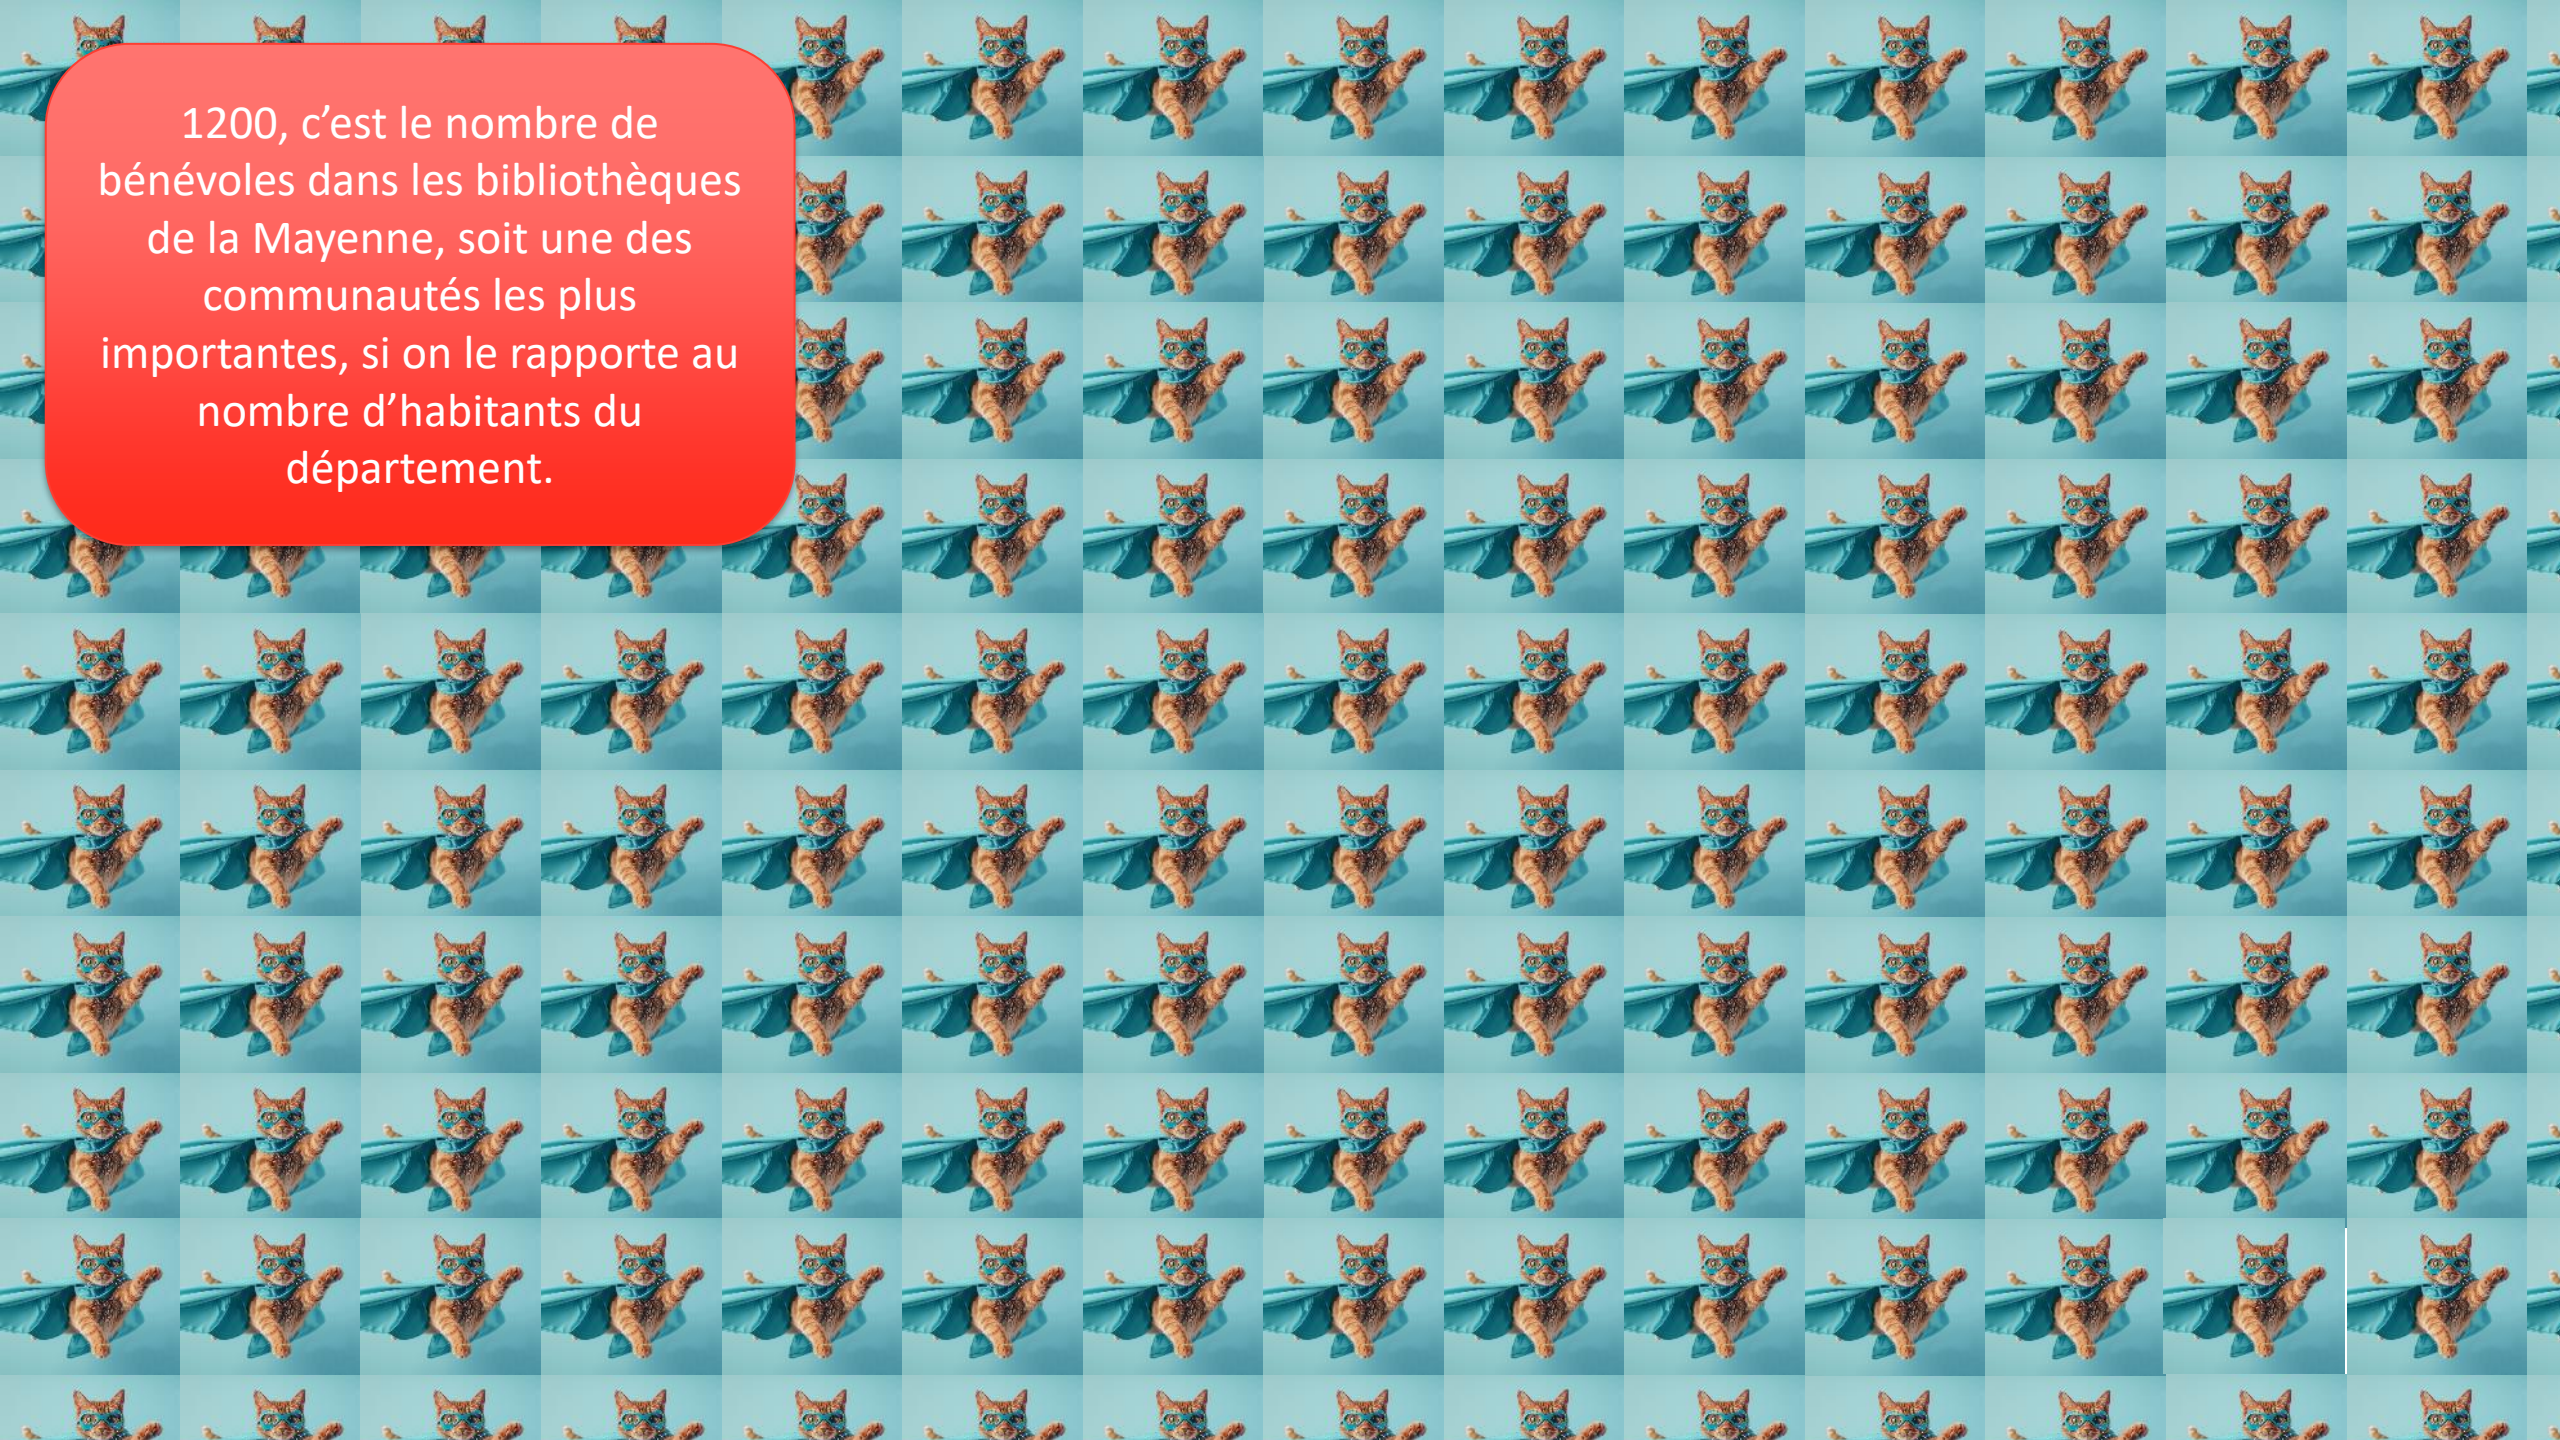 1200, c’est le nombre de
bénévoles dans les bibliothèques
de la Mayenne, soit une des
communautés les plus
importantes, si on le rapporte au
nombre d’habitants du
département.